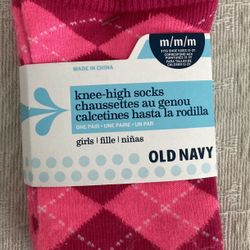 m/m/m
MADE IN CHINA
knee-high socks
chaussettes au genou
calcetines hasta la rodilla
ONE PAIR • UNE PAIRE • UN PAR
girls | fille | niñas
OLD NAVY